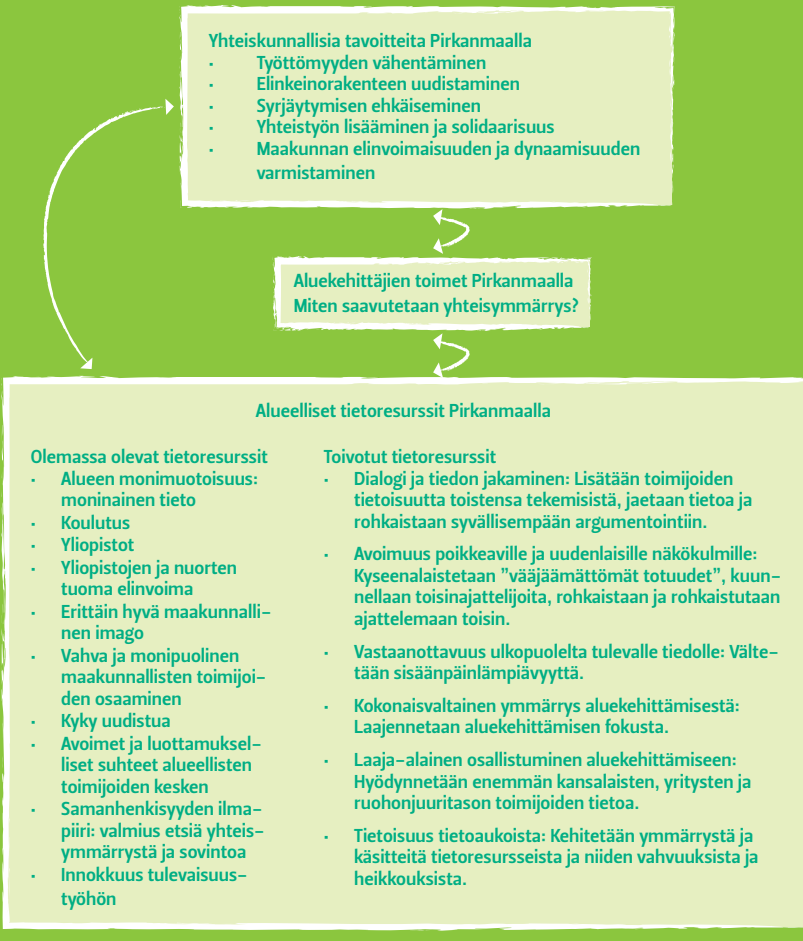 Yhteiskunnallisia tavoitteita Pirkanmaalla
· Työttömyyden vähentäminen
· Elinkeinorakenteen uudistaminen
· Syrjäytymisen ehkäiseminen
· Yhteistyön lisääminen ja solidaarisuus
· Maakunnan elinvoimaisuuden ja dynaamisuuden
varmistaminen
Aluekehittäjien toimet Pirkanmaalla
Miten saavutetaan yhteisymmärrys?
Alueelliset tietoresurssit Pirkanmaalla
Olemassa olevat tietoresurssit
· Alueen monimuotoisuus:
moninainen tieto
· Koulutus
· Yliopistot
· Yliopistojen ja nuorten
tuoma elinvoima
· Erittäin hyvä maakunnalli-
nen imago
· Vahva ja monipuolinen
maakunnallisten toimijoi-
den osaaminen
· Kyky uudistua
· Avoimet ja luottamuksel-
liset suhteet alueellisten
toimijoiden kesken
· Samanhenkisyyden ilma-
piiri: valmius etsiä yhteis-
ymmärrystä ja sovintoa
· Innokkuus tulevaisuus-
työhön
Toivotut tietoresurssit
· Dialogi ja tiedon jakaminen: Lisätään toimijoiden
tietoisuutta toistensa tekemisistä, jaetaan tietoa ja
rohkaistaan syvällisempään argumentointiin.
· Avoimuus poikkeaville ja uudenlaisille näkökulmille:
Kyseenalaistetaan ”vääjäämättömät totuudet”, kuun-
nellaan toisinajattelijoita, rohkaistaan ja rohkaistutaan
ajattelemaan toisin.
· Vastaanottavuus ulkopuolelta tulevalle tiedolle: Välte-
tään sisäänpäinlämpiävyyttä.
· Kokonaisvaltainen ymmärrys aluekehittämisestä:
Laajennetaan aluekehittämisen fokusta.
· Laaja-alainen osallistuminen aluekehittämiseen:
Hyödynnetään enemmän kansalaisten, yritysten ja
ruohonjuuritason toimijoiden tietoa.
· Tietoisuus tietoaukoista: Kehitetään ymmärrystä ja
käsitteitä tietoresursseista ja niiden vahvuuksista ja
heikkouksista.